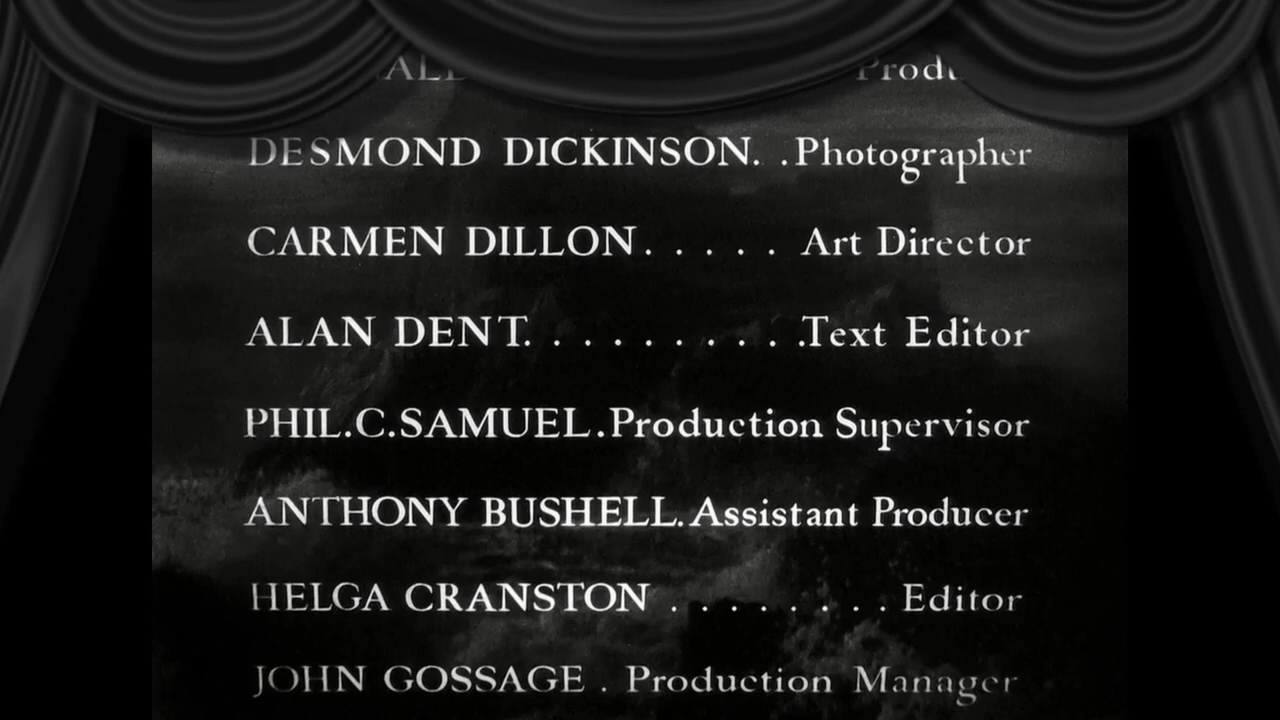 DESMOND DICKINSON. .Photographer
CARMEN DILLON. . . . . Art Director
ALAN DENT. . . . . . . . . . .Text Editor
PHIL.C.SAMUEL.Production Supervisor
ANTHONY BUSHELL.Assistant Producer
HELGA CRANSTON . . . . . . . . Editor
JOHN GOSSAGE . Production Manager